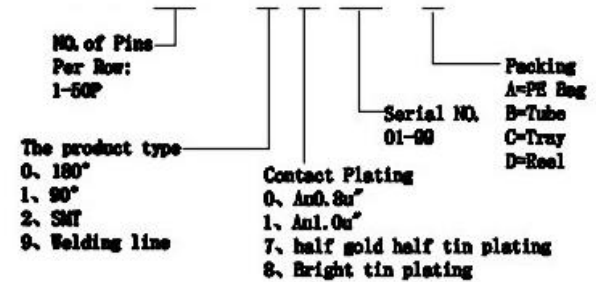 NO. of Pins
Per Row:
1-50P
Packing
A=PE Bag
B=Tube
C=Tray
D=Reel
Serial NO.
01-99
The product type
0、180°
1、90°
2、SMT
9、Welding line
Contact Plating
0、Au0.8u"
1、Au1.0u"
7、half gold half tin plating
8、Bright tin plating